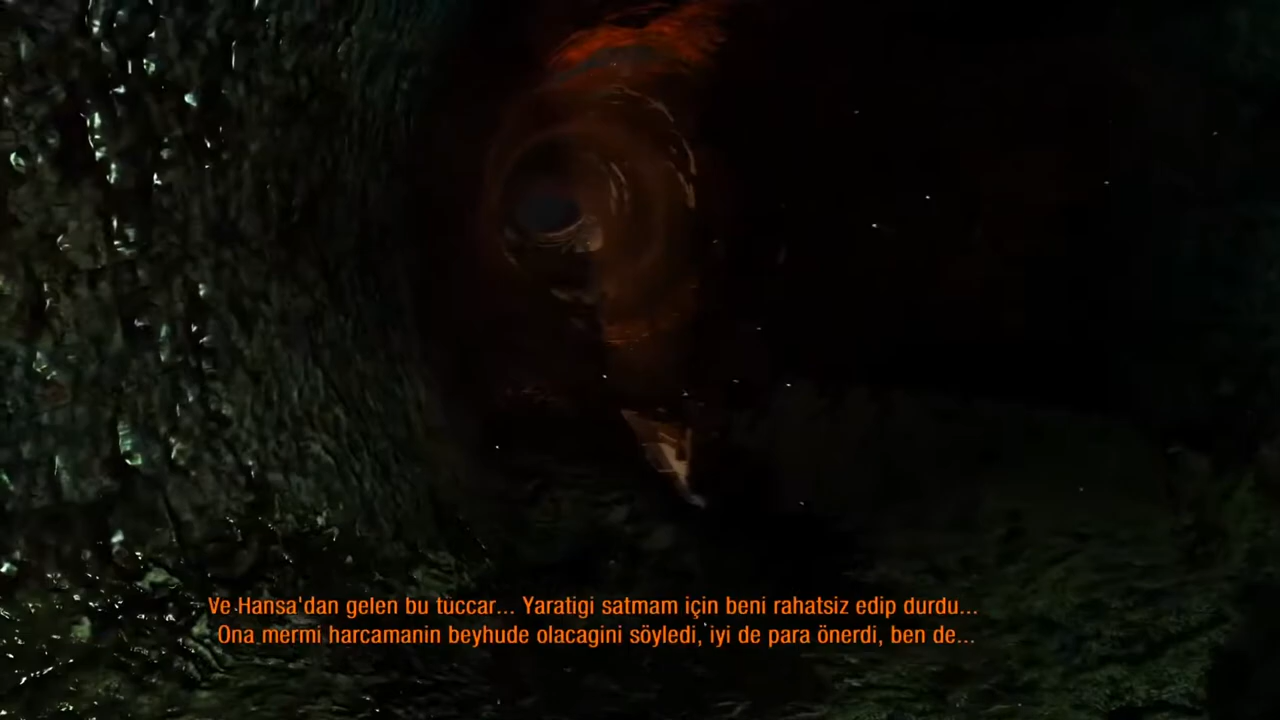 Ve Hansa'dan gelen bu tuccar... Yaratigi satmam için beni rahatsiz edip durdu...
Ona mermi harcamanin beyhude olacagini söyledi, iyi de para önerdi, ben de...